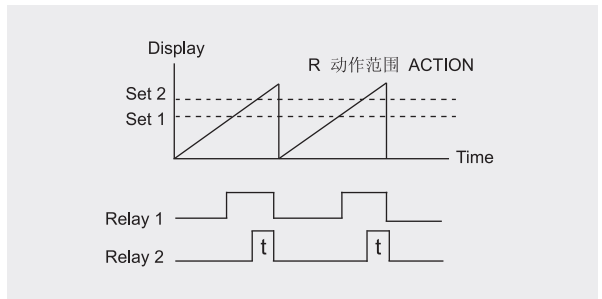 Display
R 动作范围 ACTION
Set 2
Set 1
Time
Relay 1
t
t
Relay 2